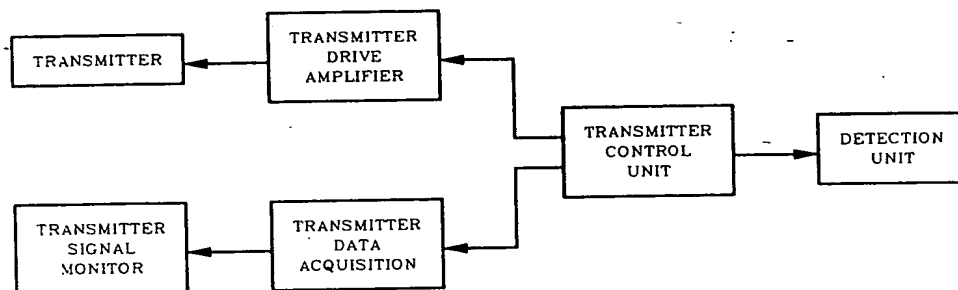 TRANSMITTER
TRANSMITTER
DRIVE
AMPLIFIER
TRANSMITTER
CONTROL
UNIT
DETECTION
UNIT
TRANSMITTER
SIGNAL
MONITOR
TRANSMITTER
DATA
ACQUISITION